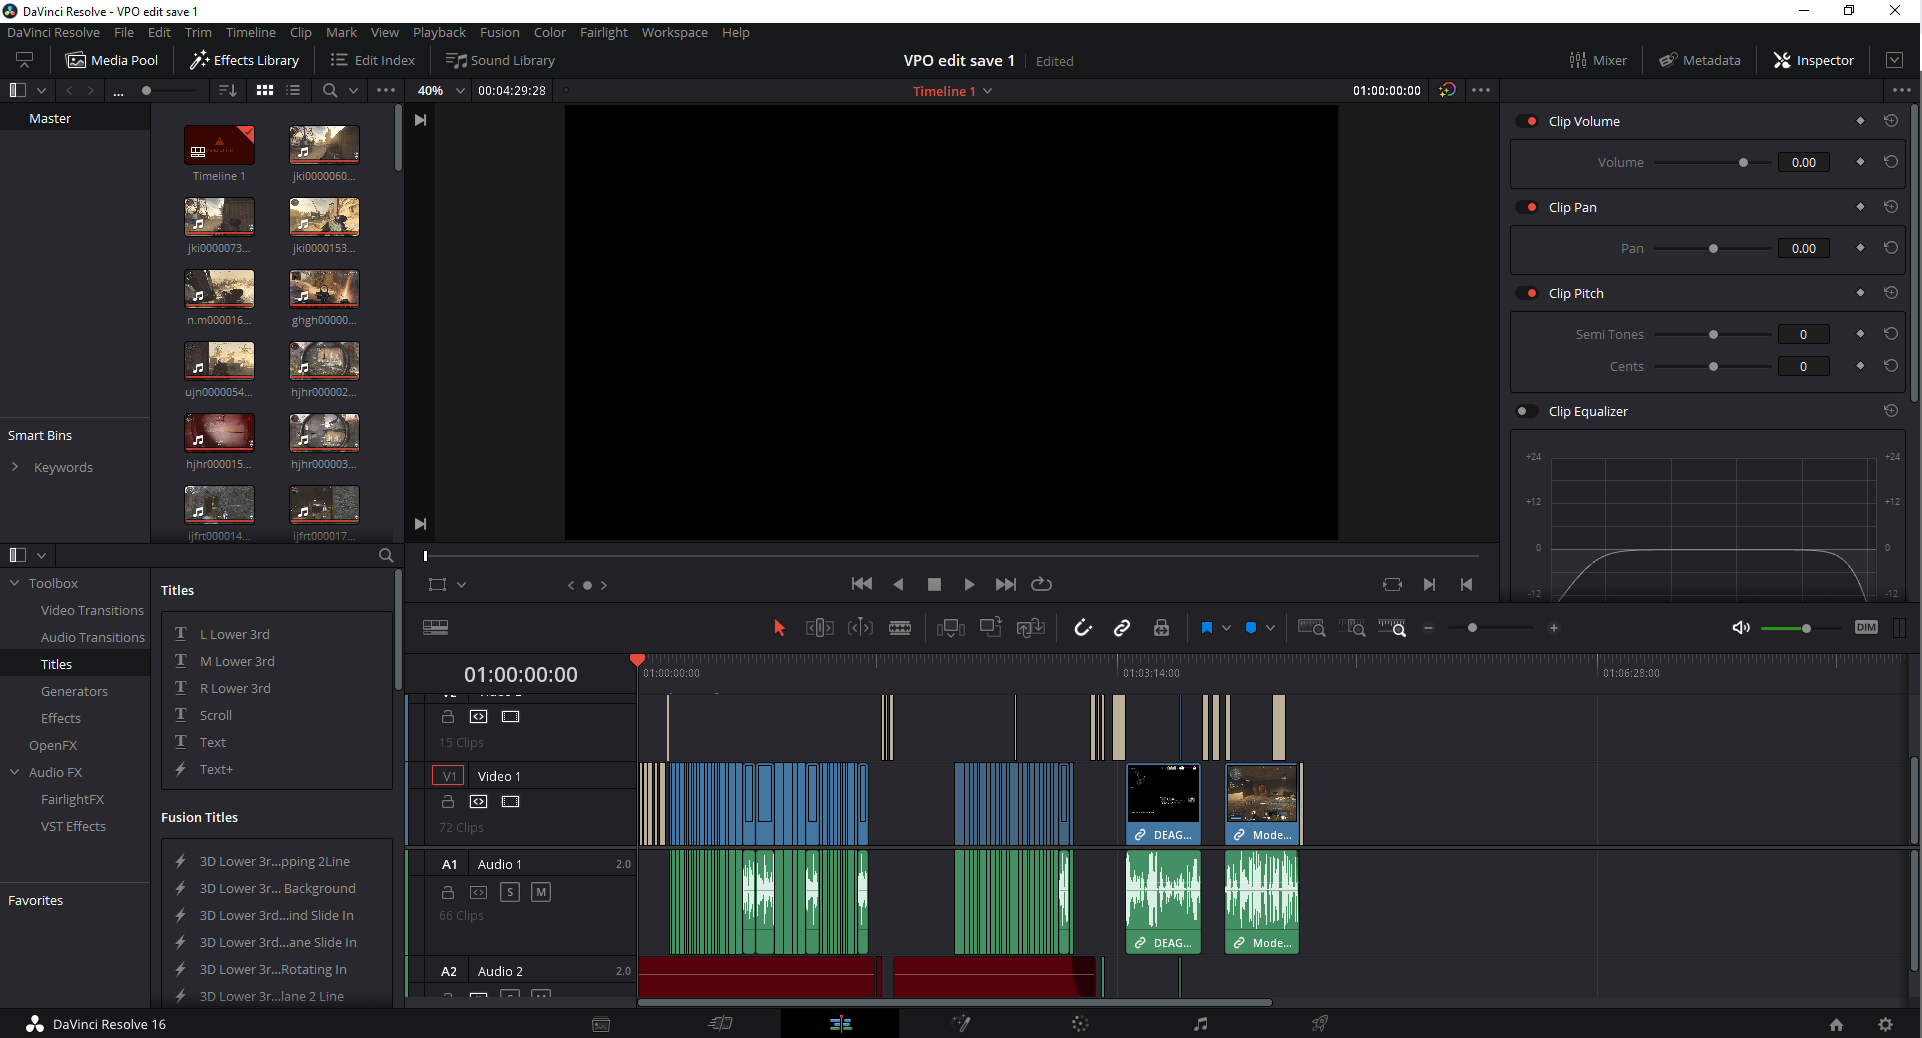 DaVinci Resolve - VPO edit save 1
DaVinci Resolve File Edit Trim Timeline Clip Mark View Playback Fusion Color Fairlight Workspace Help
Media Pool Effects Library Edit Index Sound Library VPO edit save 1 Edited Mixer Metadata Inspector
... 40% 00:04:29:28 Timeline 1 01:00:00:00
Master
Timeline 1 jki0000060...
jki0000073... jki0000153...
n.m000016... ghgh00000...
ujn0000054... hjhr000002...
hjhr000015... hjhr000003...
ijfrt000014... ijfrt000017...
Smart Bins
Keywords
Clip Volume
Volume 0.00
Clip Pan
Pan 0.00
Clip Pitch
Semi Tones 0
Cents 0
Clip Equalizer
+24 +24
+12 +12
0 0
-12 -12
Toolbox
Video Transitions
Audio Transitions
Titles
Generators
Effects
OpenFX
Audio FX
FairlightFX
VST Effects
Favorites
Titles
L Lower 3rd
M Lower 3rd
R Lower 3rd
Scroll
Text
Text+
Fusion Titles
3D Lower 3r...pping 2Line
3D Lower 3r... Background
3D Lower 3rd...ind Slide In
3D Lower 3rd...ane Slide In
3D Lower 3r...Rotating In
3D Lower 3r...lane 2 Line
DIM
01:00:00:00 01:00:00:00 01:03:14:00 01:06:28:00
15 Clips
V1 Video 1
72 Clips
DEAG... Mode...
A1 Audio 1 2.0
S M
66 Clips
DEAG... Mode...
A2 Audio 2 2.0
DaVinci Resolve 16